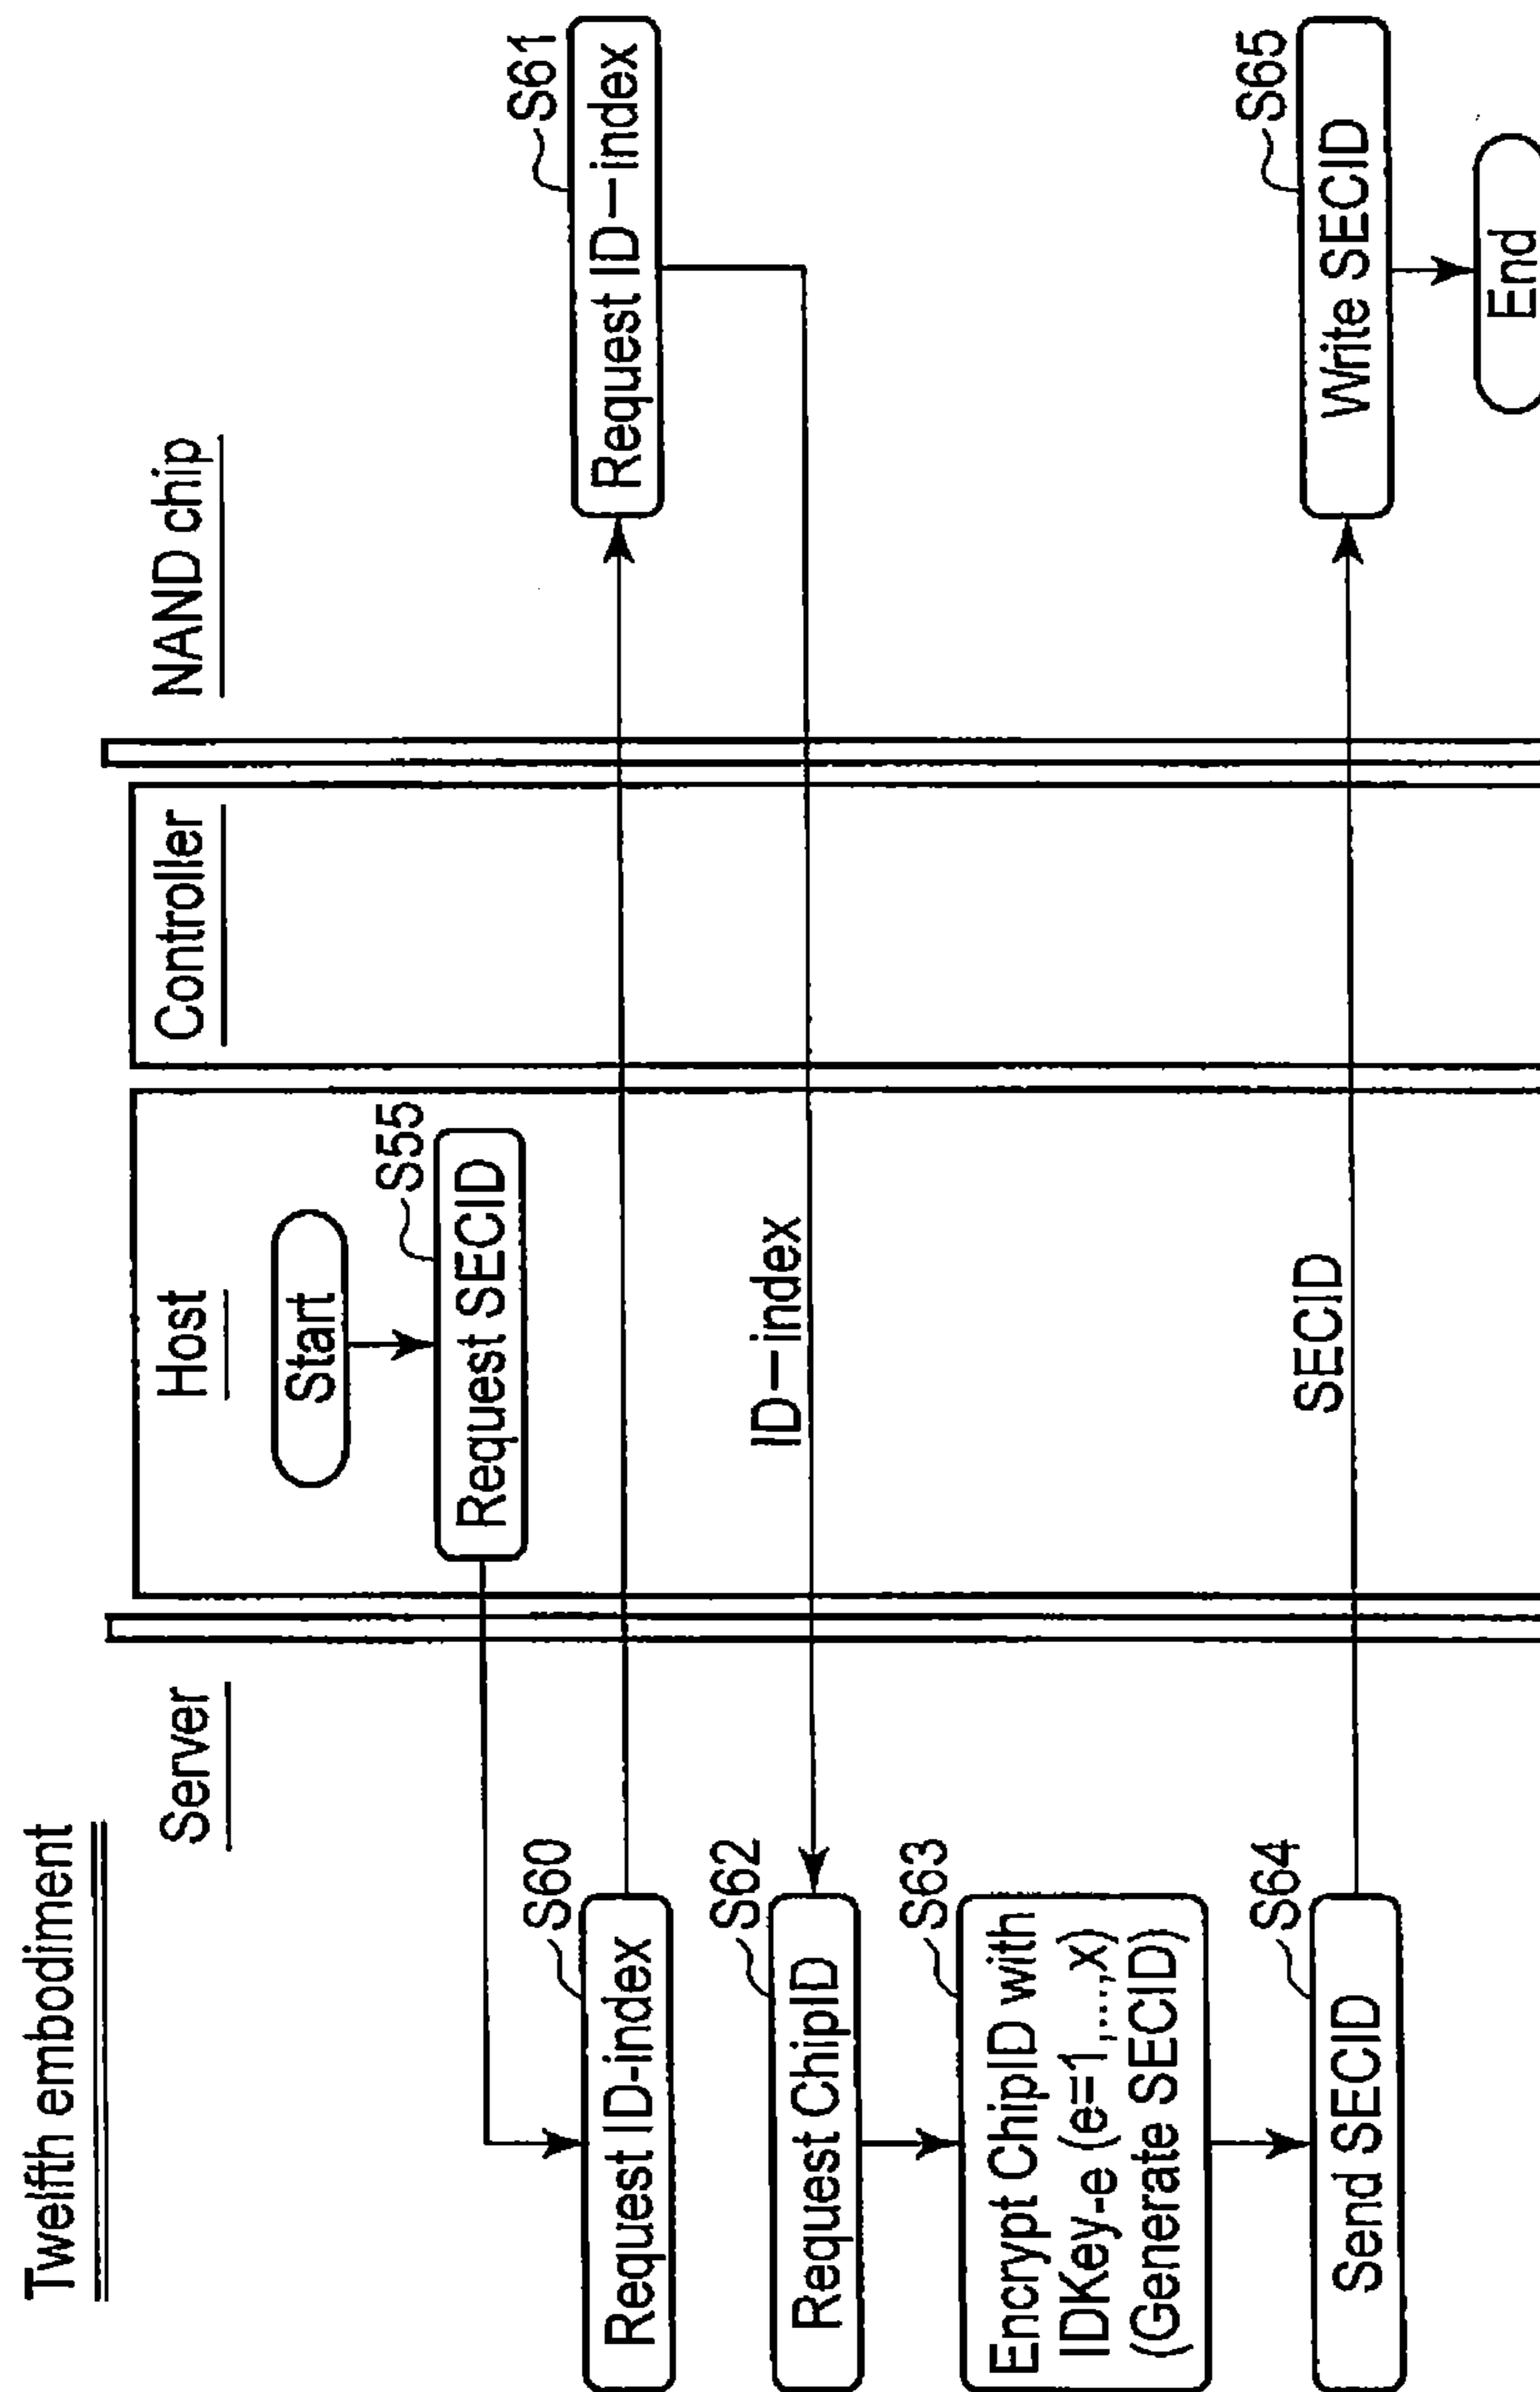 Twelfth embodiment
Server
Host
Controller
NAND chip
Start
S55
Request SECID
S60
Request ID-index
S61
Request ID-index
ID-index
S62
Request ChipID
S63
Encrypt ChipID with
IDKey-e (e=1,...,x)
(Generate SECID)
S64
Send SECID
SECID
S65
Write SECID
End